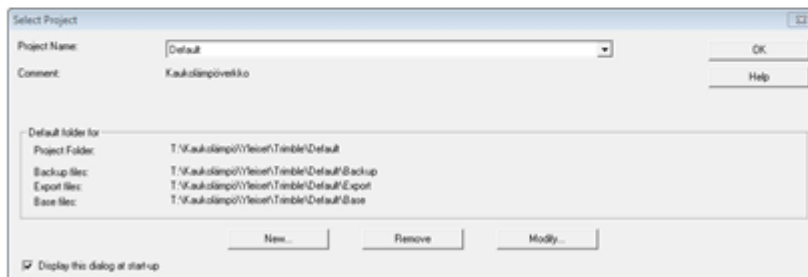 Select Project
Project Name:
Default
OK
Comment:
Kaukolämpöverkko
Help
Default folder for
Project Folder:
T:\Kaukolämpö\Yleiset\Trimble\Default
Backup files:
T:\Kaukolämpö\Yleiset\Trimble\Default\Backup
Export files:
T:\Kaukolämpö\Yleiset\Trimble\Default\Export
Base files:
T:\Kaukolämpö\Yleiset\Trimble\Default\Base
New...
Remove
Modify...
Display this dialog at start-up